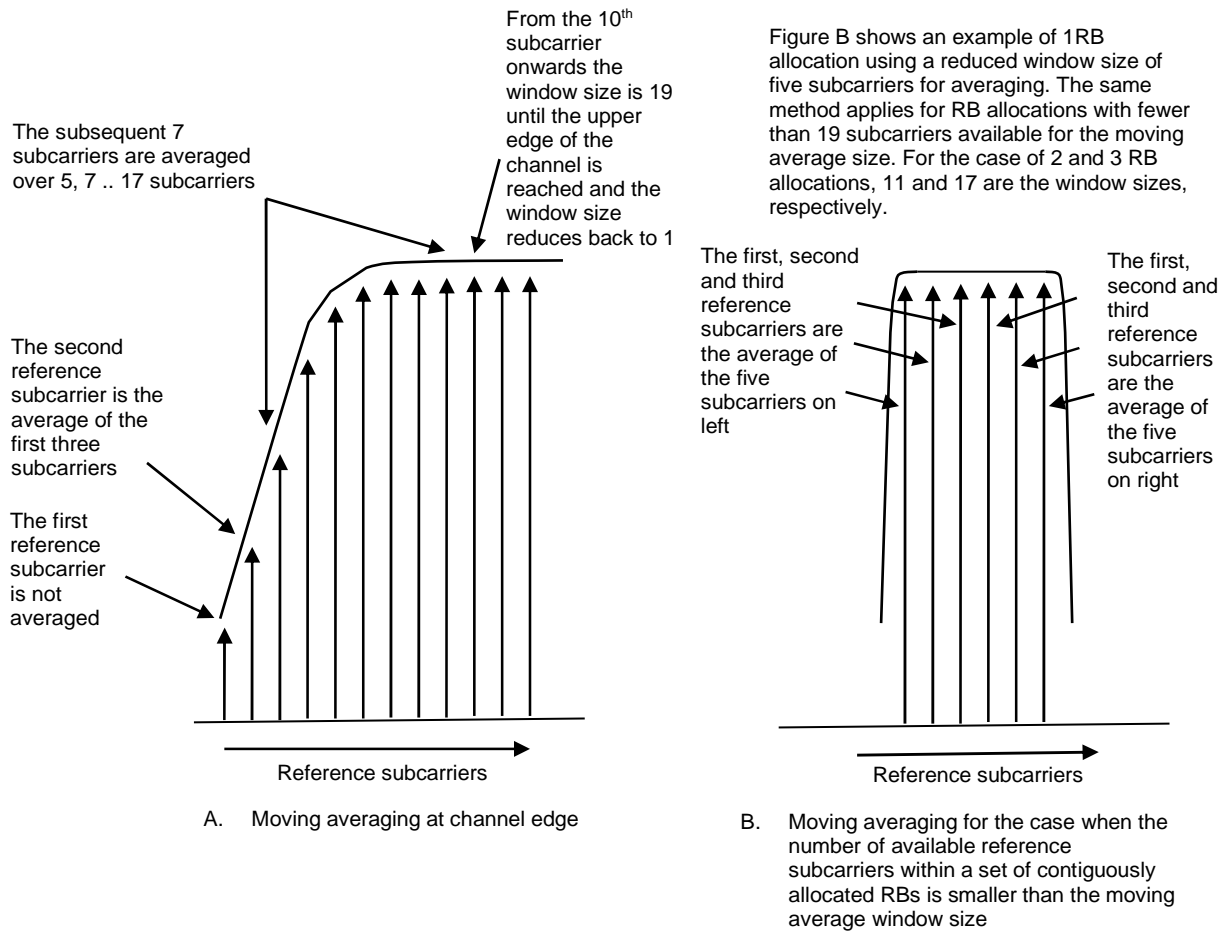 From the 10th
subcarrier
onwards the
window size is 19
until the upper
edge of the
channel is
reached and the
window size
reduces back to 1
The subsequent 7
subcarriers are averaged
over 5, 7 .. 17 subcarriers
The second
reference
subcarrier is the
average of the
first three
subcarriers
The first
reference
subcarrier
is not
averaged
Reference subcarriers
A. Moving averaging at channel edge
Figure B shows an example of 1RB
allocation using a reduced window size of
five subcarriers for averaging. The same
method applies for RB allocations with fewer
than 19 subcarriers available for the moving
average size. For the case of 2 and 3 RB
allocations, 11 and 17 are the window sizes,
respectively.
The first, second
and third
reference
subcarriers are
the average of
the five
subcarriers on
left
The first,
second and
third
reference
subcarriers
are the
average of
the five
subcarriers
on right
Reference subcarriers
B. Moving averaging for the case when the
number of available reference
subcarriers within a set of contiguously
allocated RBs is smaller than the moving
average window size